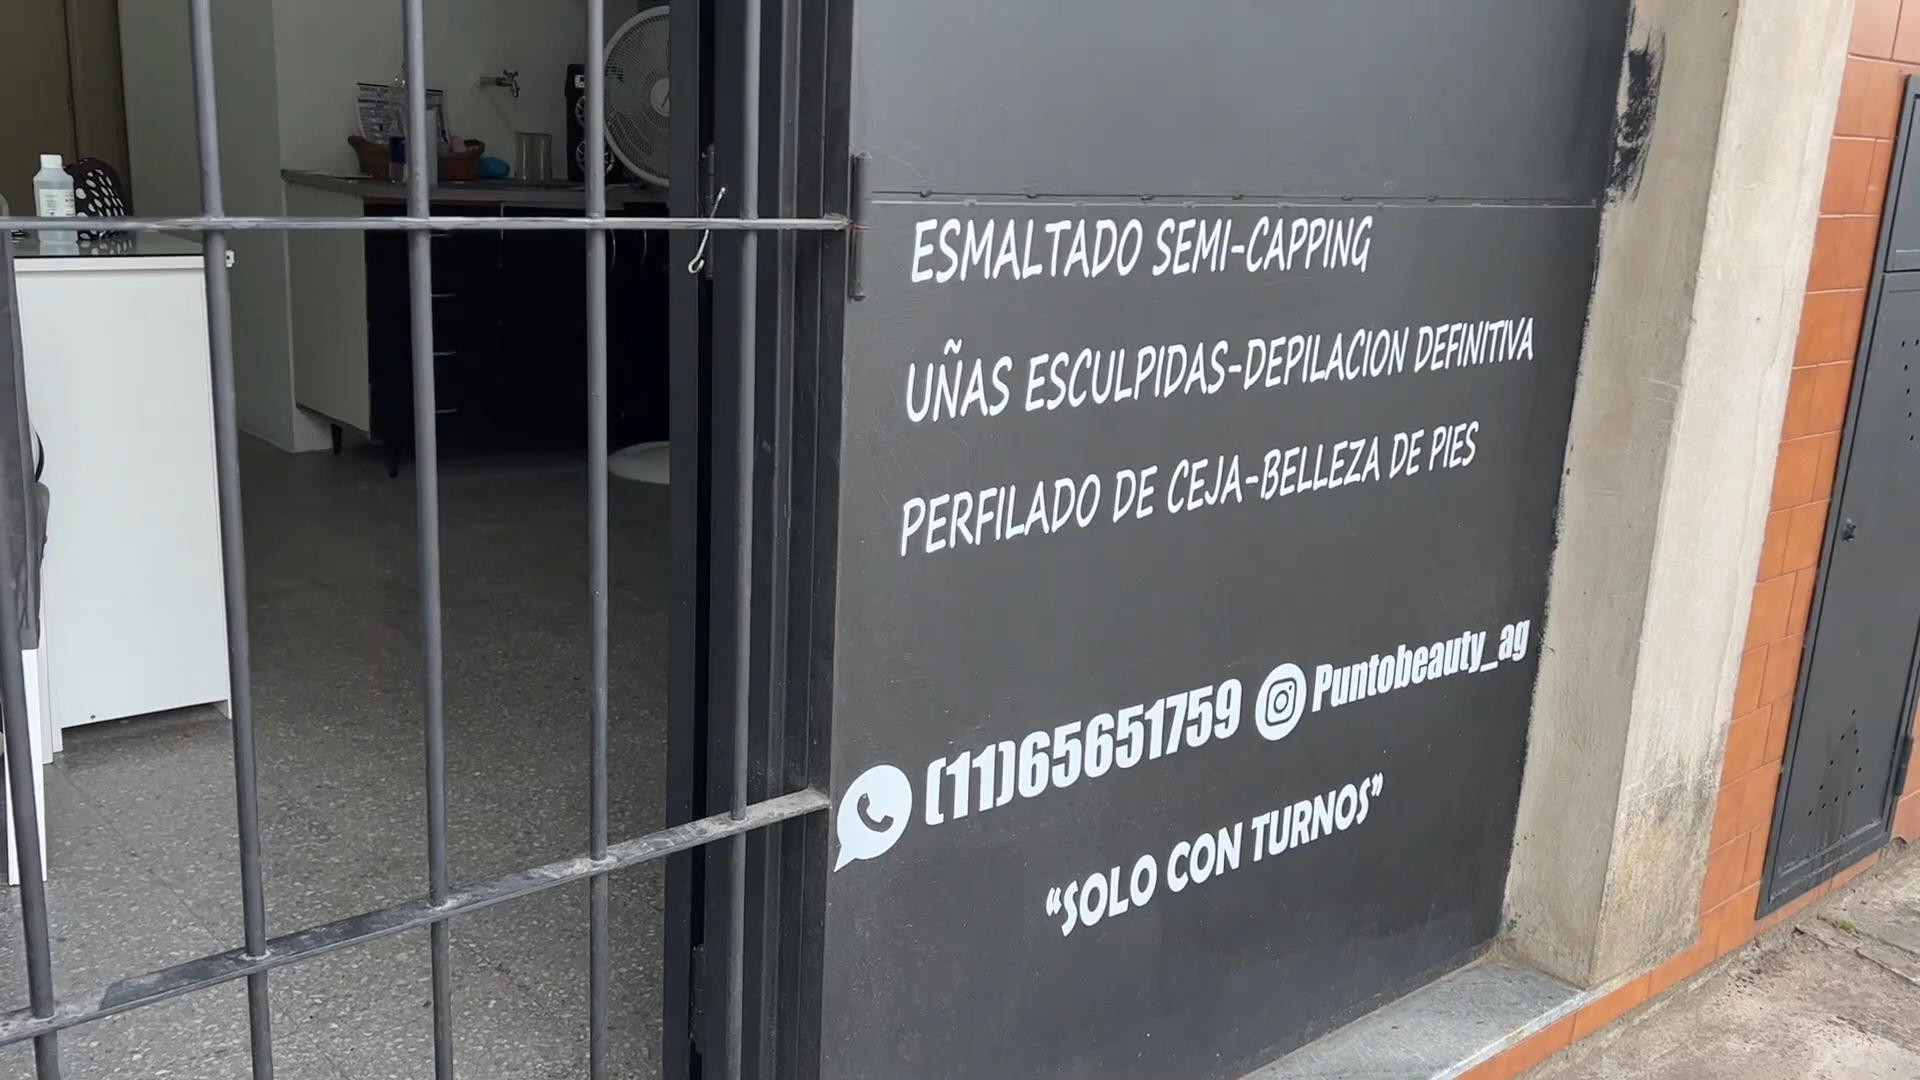 ESMALTADO SEMI-CAPPING
UÑAS ESCULPIDAS-DEPILACION DEFINITIVA
PERFILADO DE CEJA-BELLEZA DE PIES
(11)65651759 Puntobeauty_ag
“SOLO CON TURNOS”